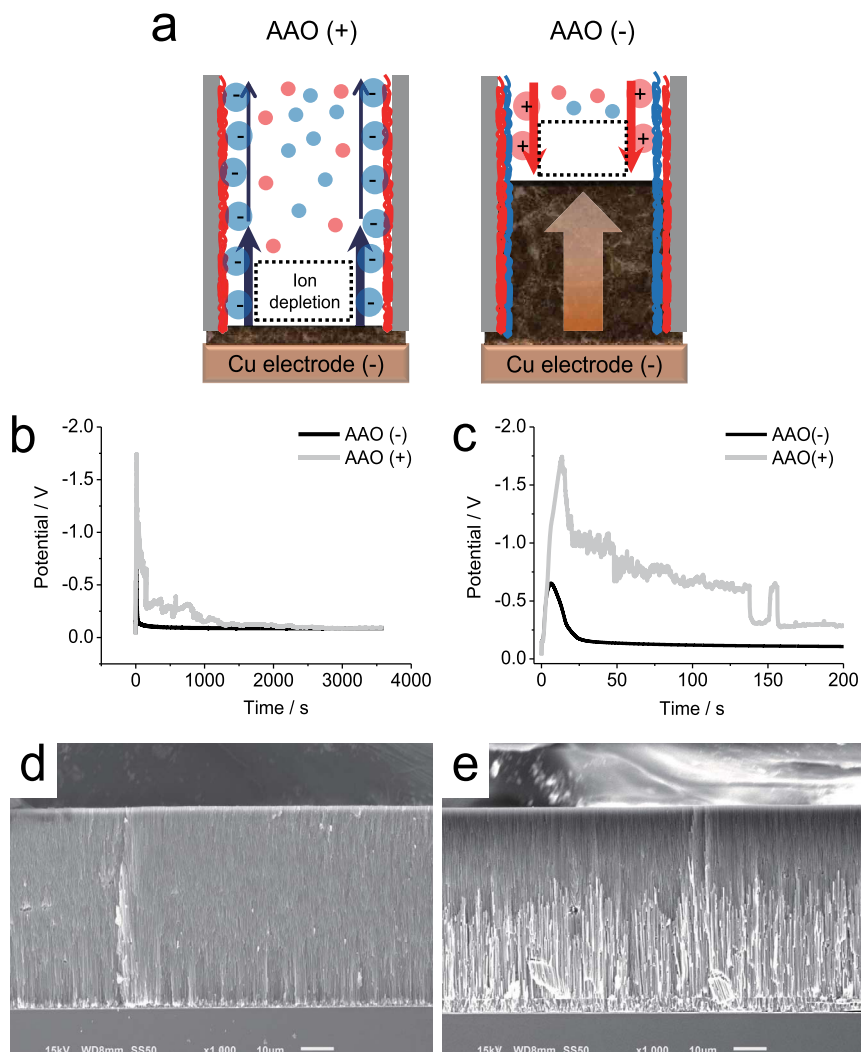 a
AAO (+)
AAO (-)
- -
- -
- -
- -
- -
- -
+ +
+ +
Ion
depletion
Cu electrode (-)
Cu electrode (-)
b
-2.0
-1.5
-1.0
-0.5
0.0
Potential / V
AAO (-)
AAO (+)
0 1000 2000 3000 4000
Time / s
c
-2.0
-1.5
-1.0
-0.5
0.0
Potential / V
AAO(-)
AAO(+)
0 50 100 150 200
Time / s
d
15kV WD8mm SS50 x1,000 10μm
e
15kV WD8mm SS50 x1,000 10μm